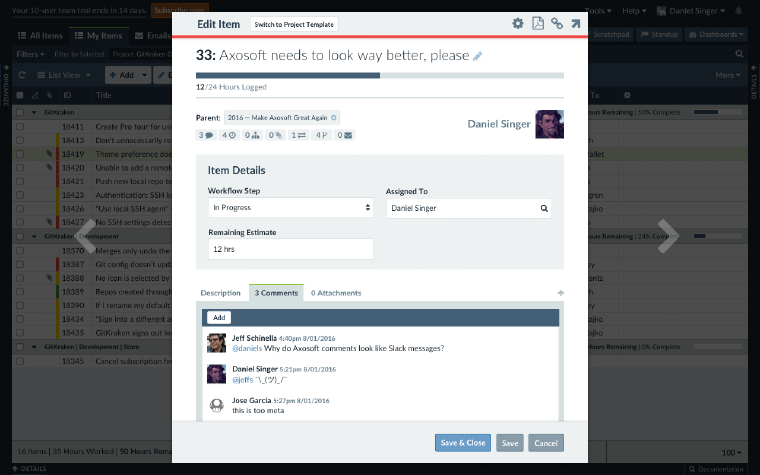 Your 10-user team trial ends in 14 days.
Subscribe now
Edit Item
Switch to Project Template
Tools
Help
Daniel Singer
All Items
My Items
Emails
Scratchpad
Standup
Dashboards
Filters
Filter by Selected
33: Axosoft needs to look way better, please
List View
Add
More
12/24 Hours Logged
ORGANIZE
DETAILS
ID
Title
GitKraken
18411 Create Pro tour for
18413 Don't unnecessarily
18419 Theme preference doe
18420 Unable to add a remote
18421 Push new local repo to
18423 Authentication: SSH
18426 "Use local SSH agent"
18427 No SSH settings
GitKraken | Development
18370 Merges only undo the
18387 Git config doesn't
18388 No icon is selected by
18389 Repos created through
18390 If I rename my default
18434 "Sign into a different
18435 GitKraken signs out
GitKraken | Development | Store
18345 Cancel subscription
Parent:
2016 — Make Axosoft Great Again
3 4 0 0 1 4 0
Daniel Singer
Item Details
Workflow Step
Assigned To
In Progress
Daniel Singer
Remaining Estimate
12 hrs
Description
3 Comments
0 Attachments
Add
Jeff Schinella 4:40pm 8/01/2016
@daniels Why do Axosoft comments look like Slack messages?
Daniel Singer 5:21pm 8/01/2016
@jeffs ¯\_(ツ)_/¯
Jose Garcia 5:27pm 8/01/2016
this is too meta
Save & Close
Save
Cancel
Hours Remaining | 50% Complete
Hours Remaining | 24% Complete
Hours Remaining | 0% Complete
16 Items | 35 Hours Worked | 50 Hours
100
DETAILS
Documentation